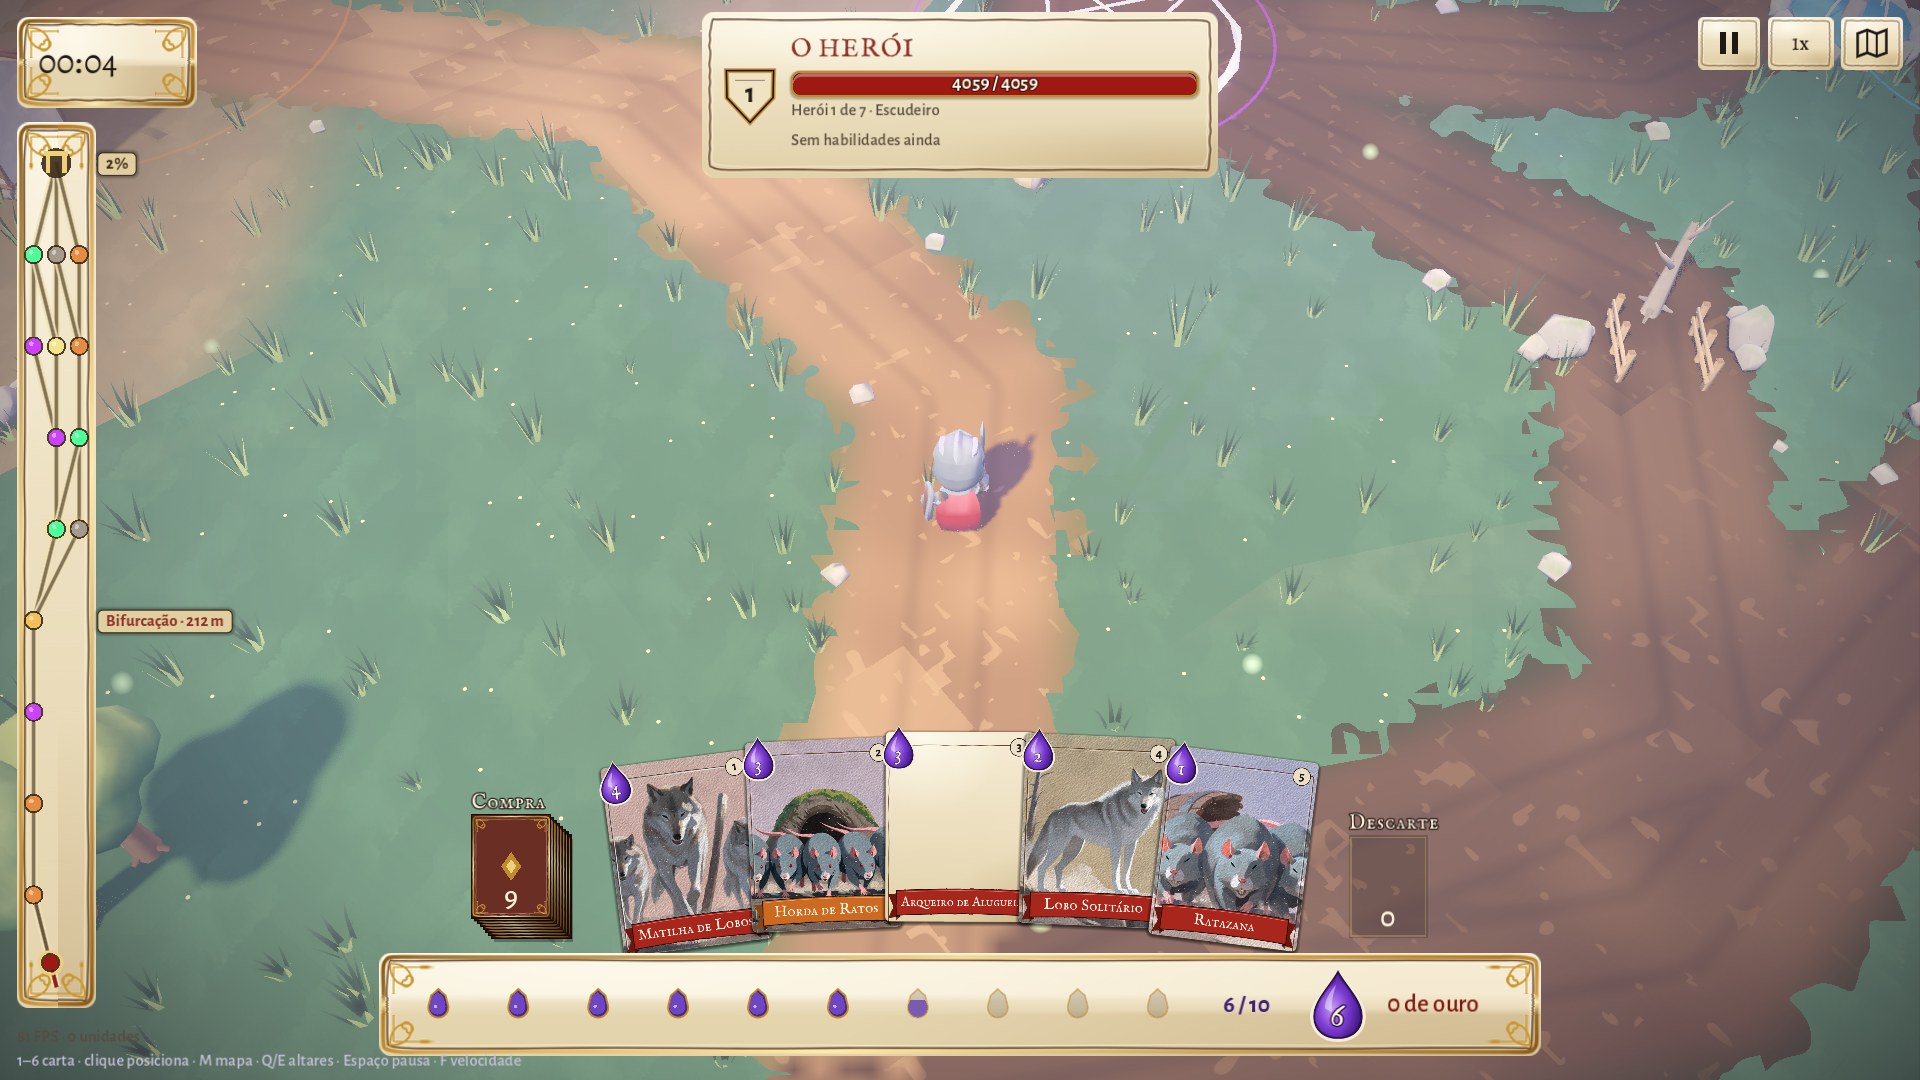 00:04
O HERÓI
1
4059 / 4059
Herói 1 de 7 · Escudeiro
Sem habilidades ainda
1x
2%
Bifurcação · 212 m
COMPRA
9
4
1
MATILHA DE LOBOS
3
2
HORDA DE RATOS
3
3
ARQUEIRO DE ALUGUEL
2
4
LOBO SOLITÁRIO
1
5
RATAZANA
DESCARTE
0
6/10
6
0 de ouro
FPS · 0 unidades
1–6 carta · clique posiciona · M mapa · Q/E altares · Espaço pausa · F velocidade